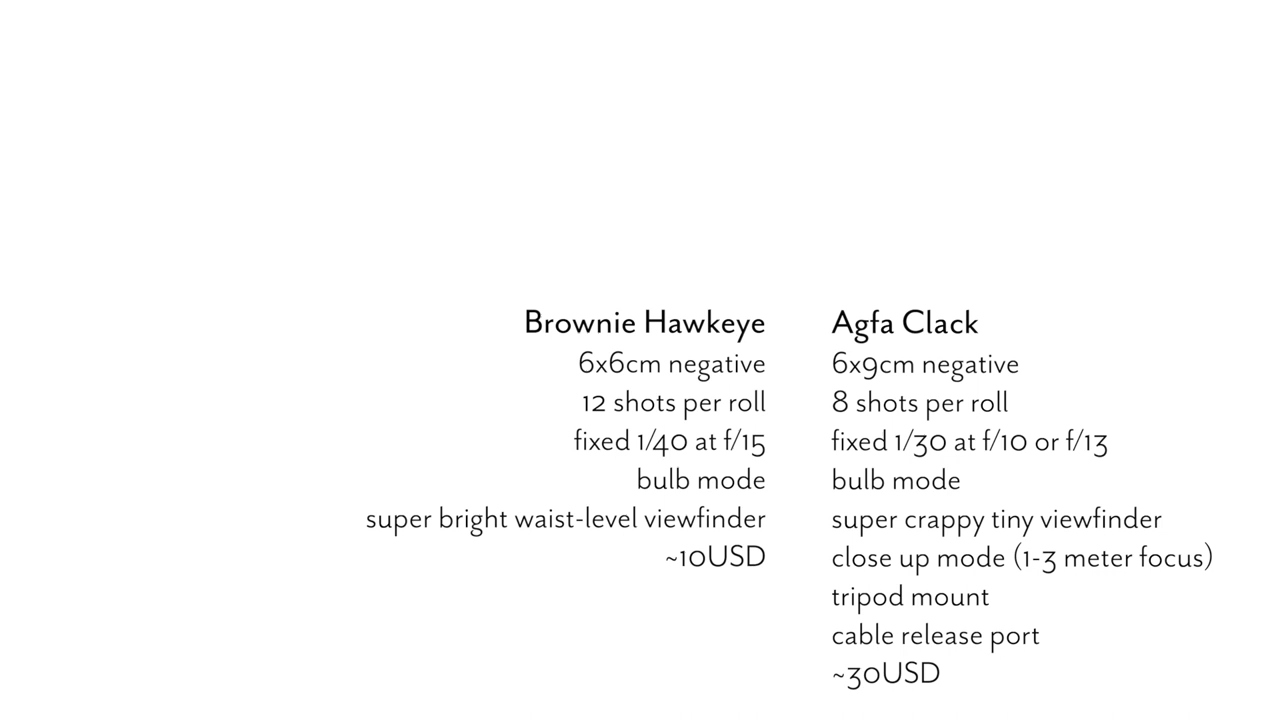 Brownie Hawkeye
6x6cm negative
12 shots per roll
fixed 1/40 at f/15
bulb mode
super bright waist-level viewfinder
~10USD
Agfa Clack
6x9cm negative
8 shots per roll
fixed 1/30 at f/10 or f/13
bulb mode
super crappy tiny viewfinder
close up mode (1-3 meter focus)
tripod mount
cable release port
~30USD